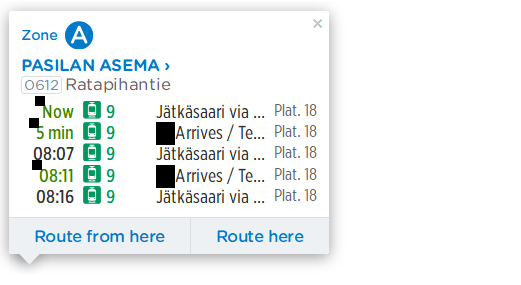 Zone A
PASILAN ASEMA ›
0612 Ratapihantie
Now 9 Jätkäsaari via ... Plat. 18
5 min 9 Arrives / Te... Plat. 18
08:07 9 Jätkäsaari via ... Plat. 18
08:11 9 Arrives / Te... Plat. 18
08:16 9 Jätkäsaari via ... Plat. 18
Route from here Route here